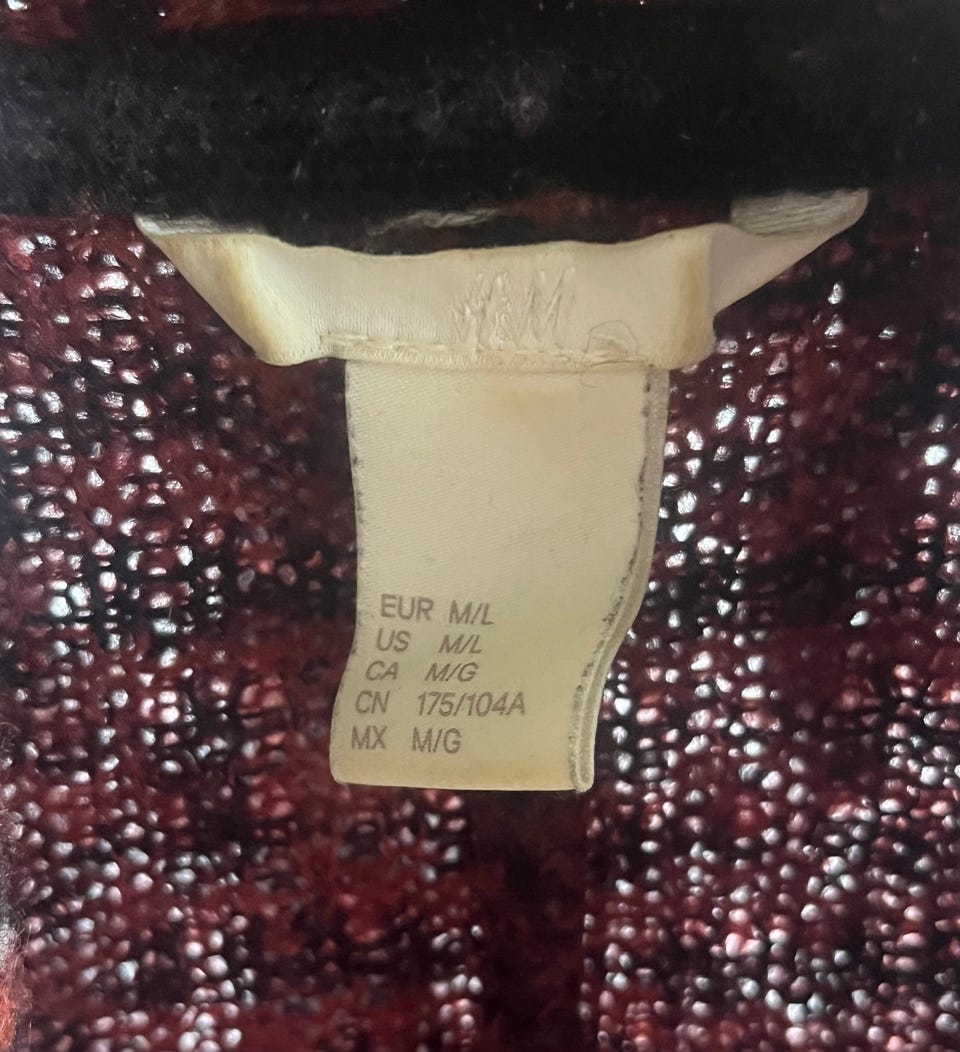 H&M
EUR M/L
US M/L
CA M/G
CN 175/104A
MX M/G